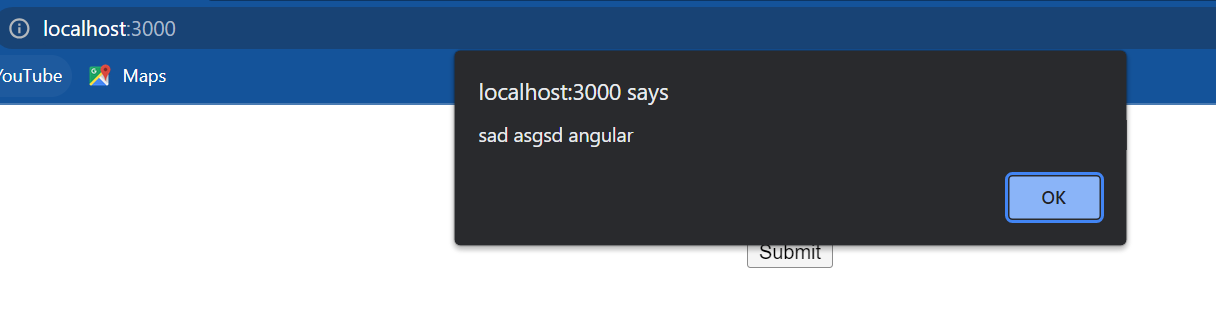 localhost:3000
YouTube Maps
localhost:3000 says
sad asgsd angular
OK
Submit